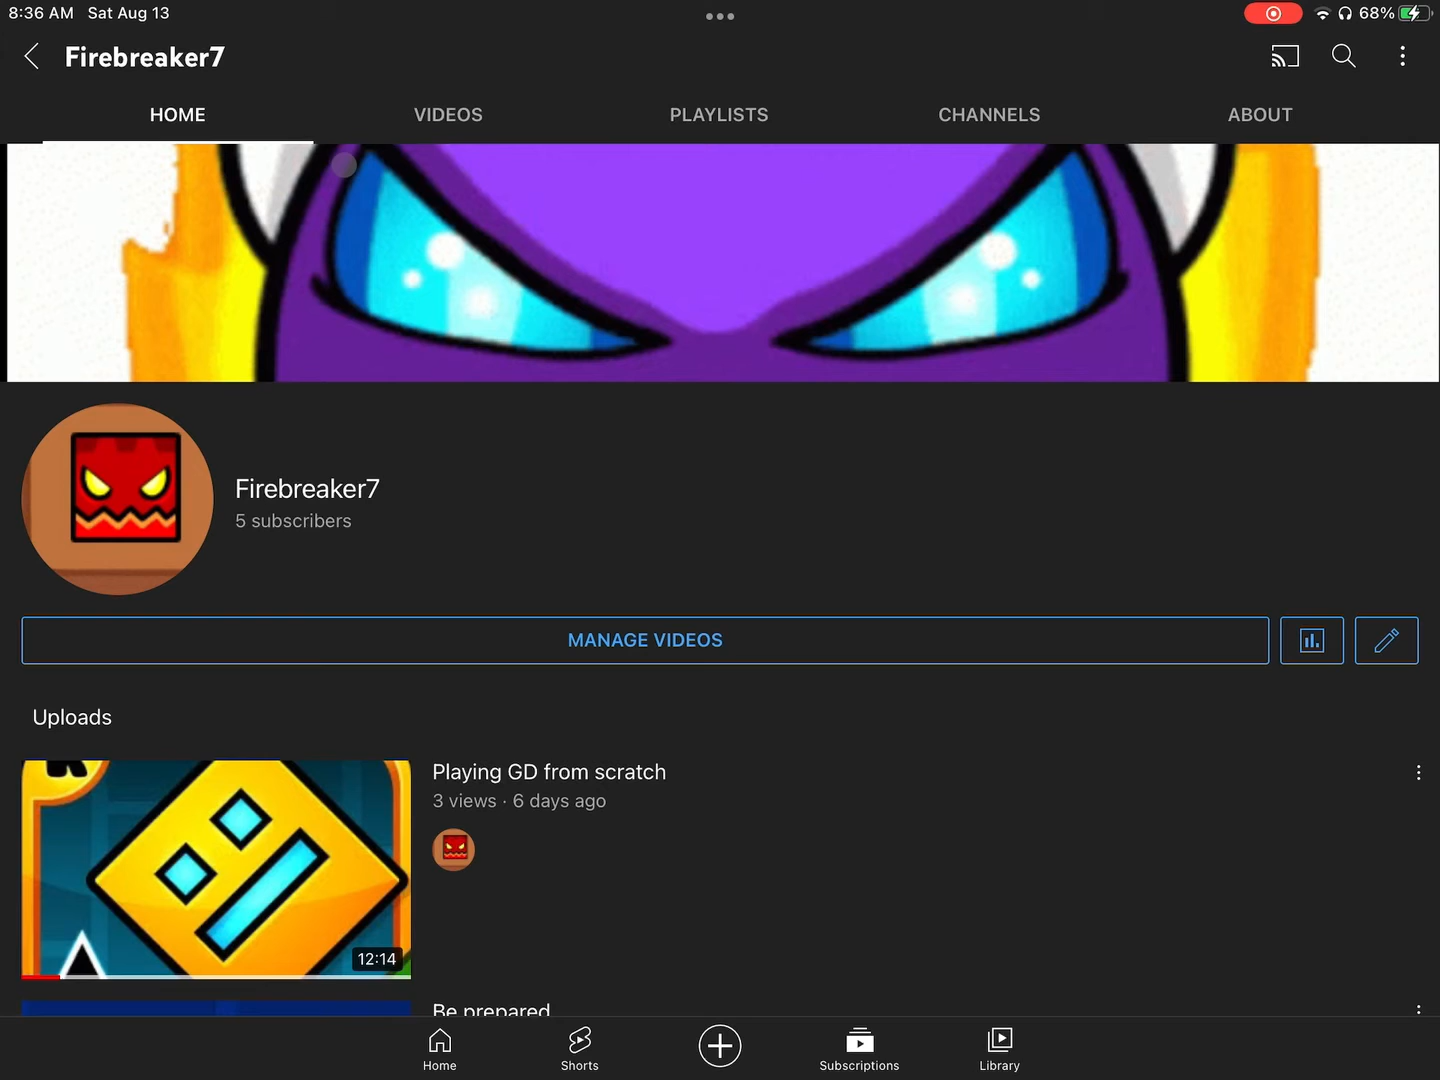 8:36 AM Sat Aug 13
68%
Firebreaker7
HOME
VIDEOS
PLAYLISTS
CHANNELS
ABOUT
Firebreaker7
5 subscribers
MANAGE VIDEOS
Uploads
Playing GD from scratch
3 views · 6 days ago
12:14
Be prepared
Home
Shorts
Subscriptions
Library